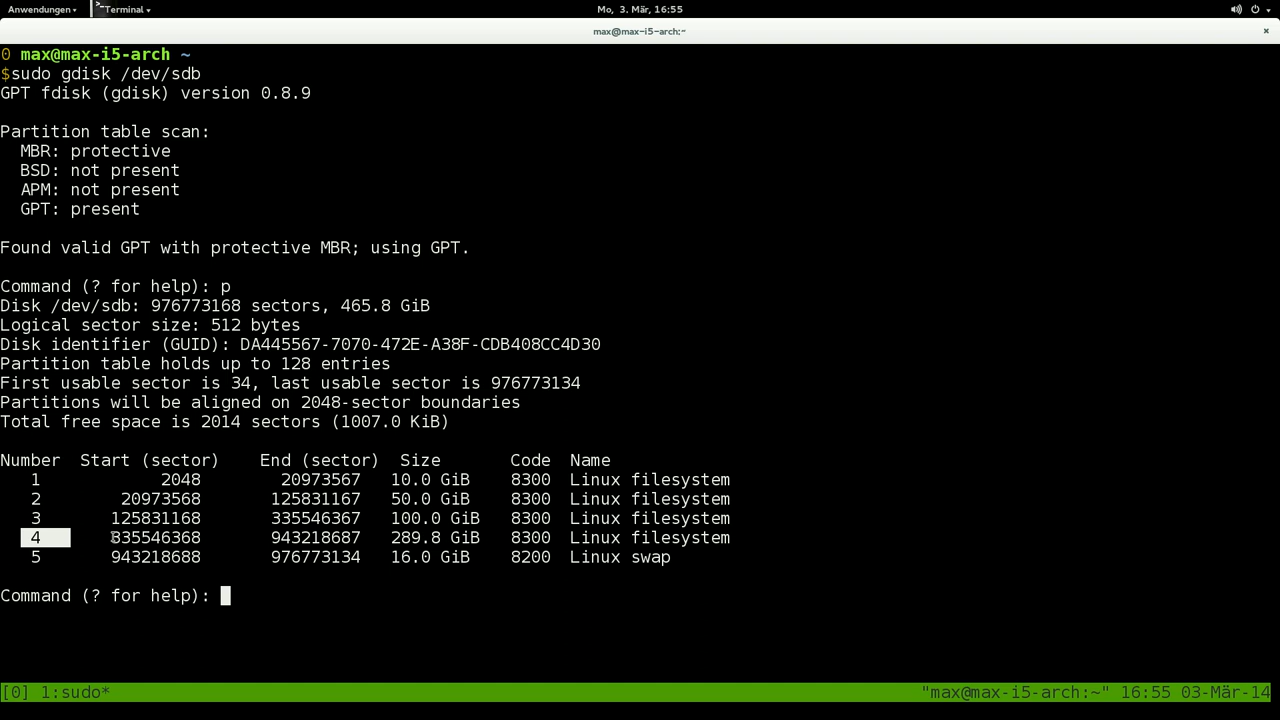 Anwendungen Terminal Mo, 3. Mär, 16:55
max@max-i5-arch:~
0 max@max-i5-arch ~
$sudo gdisk /dev/sdb
GPT fdisk (gdisk) version 0.8.9
Partition table scan:
MBR: protective
BSD: not present
APM: not present
GPT: present
Found valid GPT with protective MBR; using GPT.
Command (? for help): p
Disk /dev/sdb: 976773168 sectors, 465.8 GiB
Logical sector size: 512 bytes
Disk identifier (GUID): DA445567-7070-472E-A38F-CDB408CC4D30
Partition table holds up to 128 entries
First usable sector is 34, last usable sector is 976773134
Partitions will be aligned on 2048-sector boundaries
Total free space is 2014 sectors (1007.0 KiB)
Number Start (sector) End (sector) Size Code Name
1 2048 20973567 10.0 GiB 8300 Linux filesystem
2 20973568 125831167 50.0 GiB 8300 Linux filesystem
3 125831168 335546367 100.0 GiB 8300 Linux filesystem
4 335546368 943218687 289.8 GiB 8300 Linux filesystem
5 943218688 976773134 16.0 GiB 8200 Linux swap
Command (? for help):
[0] 1:sudo* "max@max-i5-arch:~" 16:55 03-Mär-14